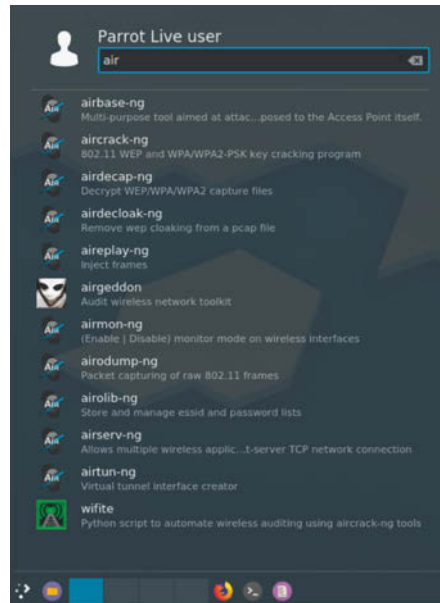 Parrot Live user
air
airbase-ng
Multi-purpose tool aimed at attac...posed to the Access Point itself.
aircrack-ng
802.11 WEP and WPA/WPA2-PSK key cracking program
airdecap-ng
Decrypt WEP/WPA/WPA2 capture files
airdecloak-ng
Remove wep cloaking from a pcap file
aireplay-ng
Inject frames
airgeddon
Audit wireless network toolkit
airmon-ng
(Enable | Disable) monitor mode on wireless interfaces
airodump-ng
Packet capturing of raw 802.11 frames
airolib-ng
Store and manage essid and password lists
airserv-ng
Allows multiple wireless applic...t-server TCP network connection
airtun-ng
Virtual tunnel interface creator
wifite
Python script to automate wireless auditing using aircrack-ng tools